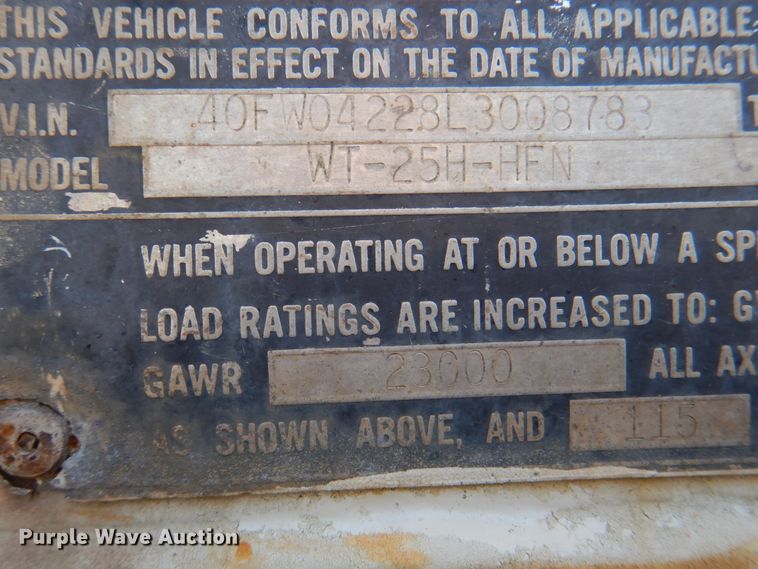 THIS VEHICLE CONFORMS TO ALL APPLICABLE
STANDARDS IN EFFECT ON THE DATE OF MANUFACTU
V.I.N. 40FW04228L3008783 T
MODEL WT-25H-HFN
WHEN OPERATING AT OR BELOW A SPE
LOAD RATINGS ARE INCREASED TO: G
GAWR 23000 ALL AX
AS SHOWN ABOVE, AND 115
Purple Wave Auction